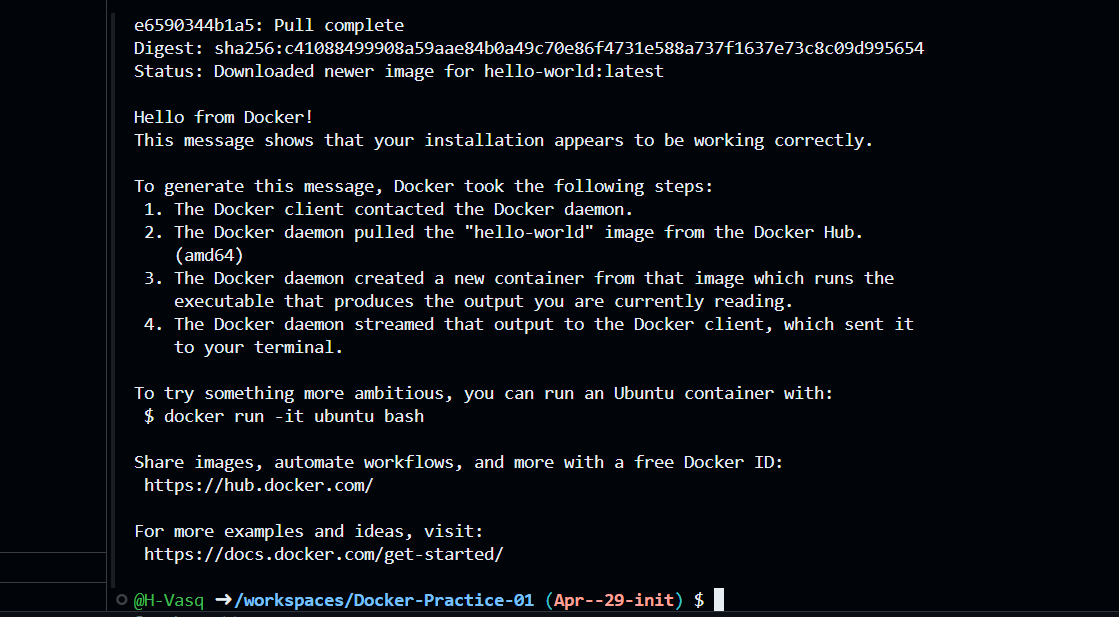 e6590344b1a5: Pull complete
Digest: sha256:c41088499908a59aae84b0a49c70e86f4731e588a737f1637e73c8c09d995654
Status: Downloaded newer image for hello-world:latest

Hello from Docker!
This message shows that your installation appears to be working correctly.

To generate this message, Docker took the following steps:
 1. The Docker client contacted the Docker daemon.
 2. The Docker daemon pulled the "hello-world" image from the Docker Hub.
    (amd64)
 3. The Docker daemon created a new container from that image which runs the
    executable that produces the output you are currently reading.
 4. The Docker daemon streamed that output to the Docker client, which sent it
    to your terminal.

To try something more ambitious, you can run an Ubuntu container with:
 $ docker run -it ubuntu bash

Share images, automate workflows, and more with a free Docker ID:
 https://hub.docker.com/

For more examples and ideas, visit:
 https://docs.docker.com/get-started/

@H-Vasq ➜/workspaces/Docker-Practice-01 (Apr--29-init) $